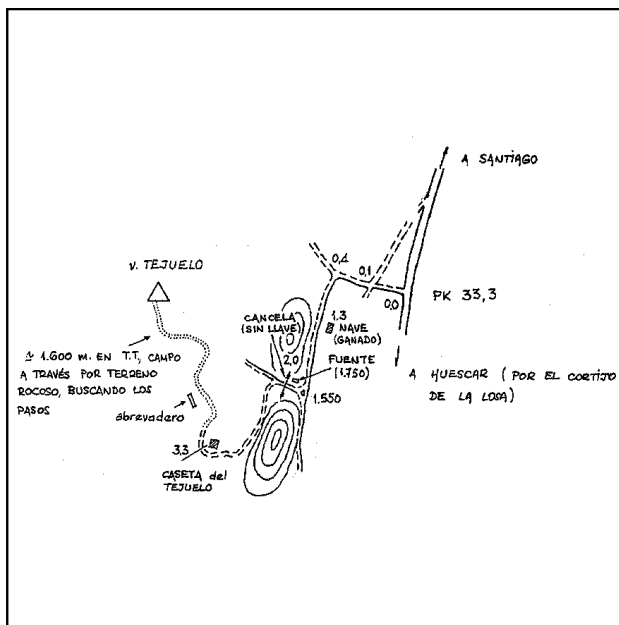 A SANTIAGO
0,4
0,1
0,0
PK 33,3
V. TEJUELO
CANCELA
(SIN LLAVE)
1.3
NAVE
(GANADO)
2,0
FUENTE
(1.750)
1.550
A HUESCAR (POR EL CORTIJO
DE LA LOSA)
± 1.600 m. EN T.T., CAMPO
A TRAVÉS POR TERRENO
ROCOSO, BUSCANDO LOS
PASOS
abrevadero
3,3
CASETA del
TEJUELO